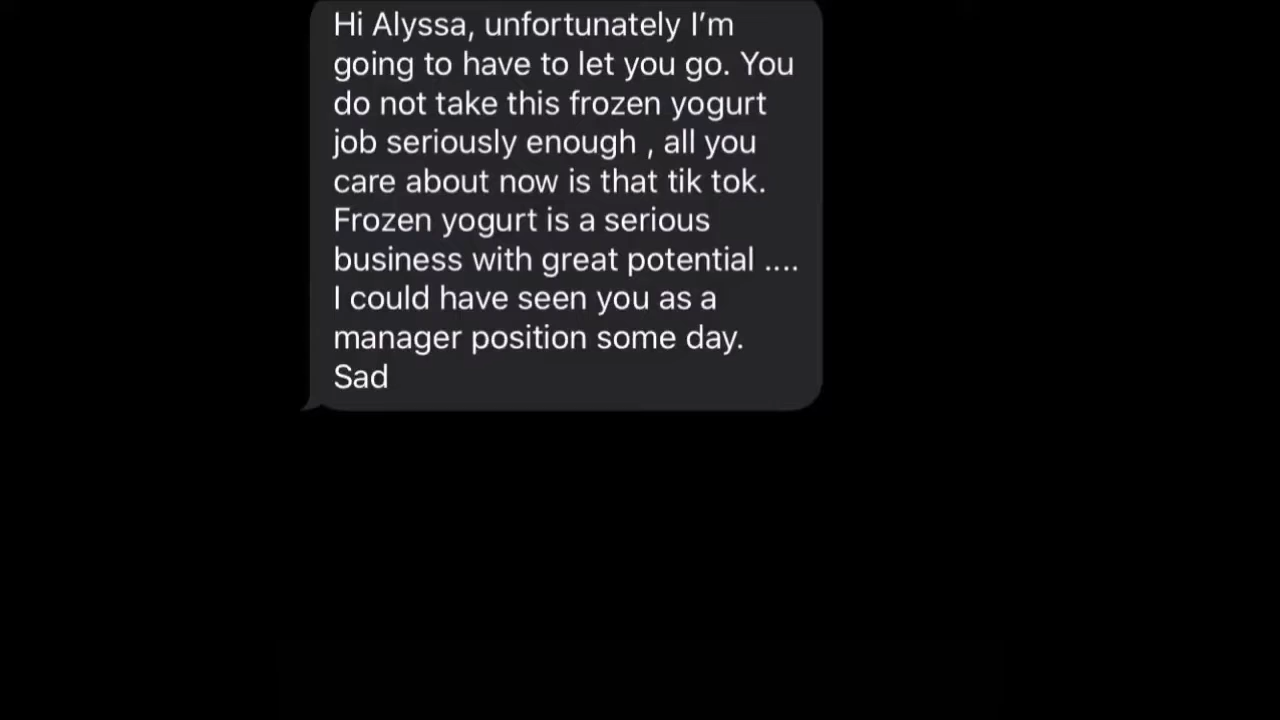 Hi Alyssa, unfortunately I’m
going to have to let you go. You
do not take this frozen yogurt
job seriously enough , all you
care about now is that tik tok.
Frozen yogurt is a serious
business with great potential ....
I could have seen you as a
manager position some day.
Sad